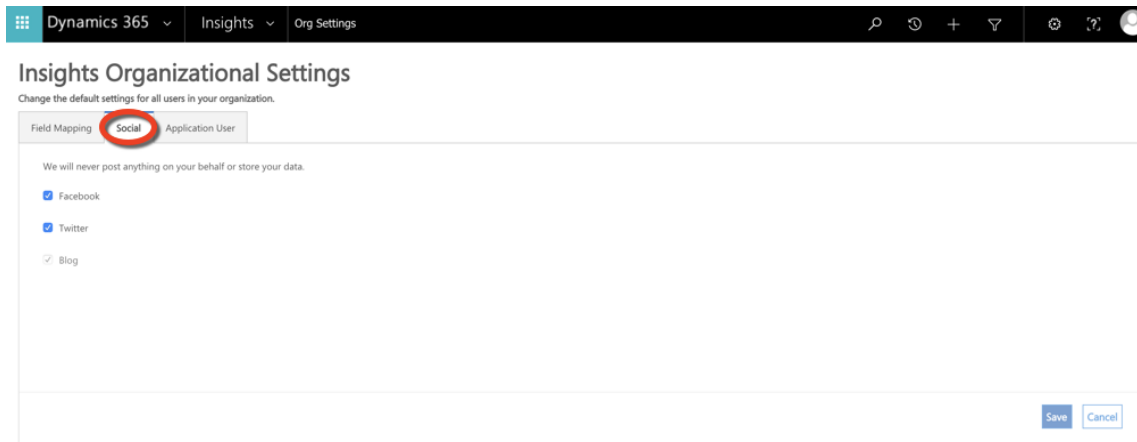 Dynamics 365 Insights Org Settings
Insights Organizational Settings
Change the default settings for all users in your organization.
Field Mapping Social Application User
We will never post anything on your behalf or store your data.
Facebook
Twitter
Blog
Save Cancel